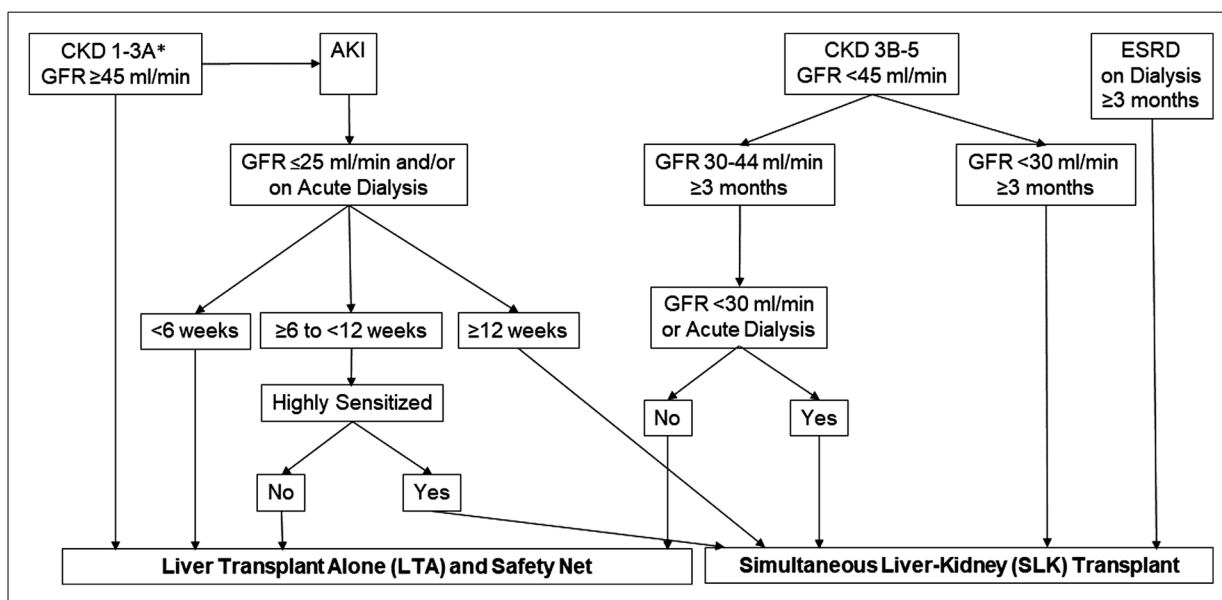 CKD 1-3A*
GFR ≥45 ml/min
AKI
CKD 3B-5
GFR <45 ml/min
ESRD
on Dialysis
≥3 months
GFR ≤25 ml/min and/or
on Acute Dialysis
GFR 30-44 ml/min
≥3 months
GFR <30 ml/min
≥3 months
<6 weeks
≥6 to <12 weeks
≥12 weeks
GFR <30 ml/min
or Acute Dialysis
Highly Sensitized
No
Yes
No
Yes
Liver Transplant Alone (LTA) and Safety Net
Simultaneous Liver-Kidney (SLK) Transplant